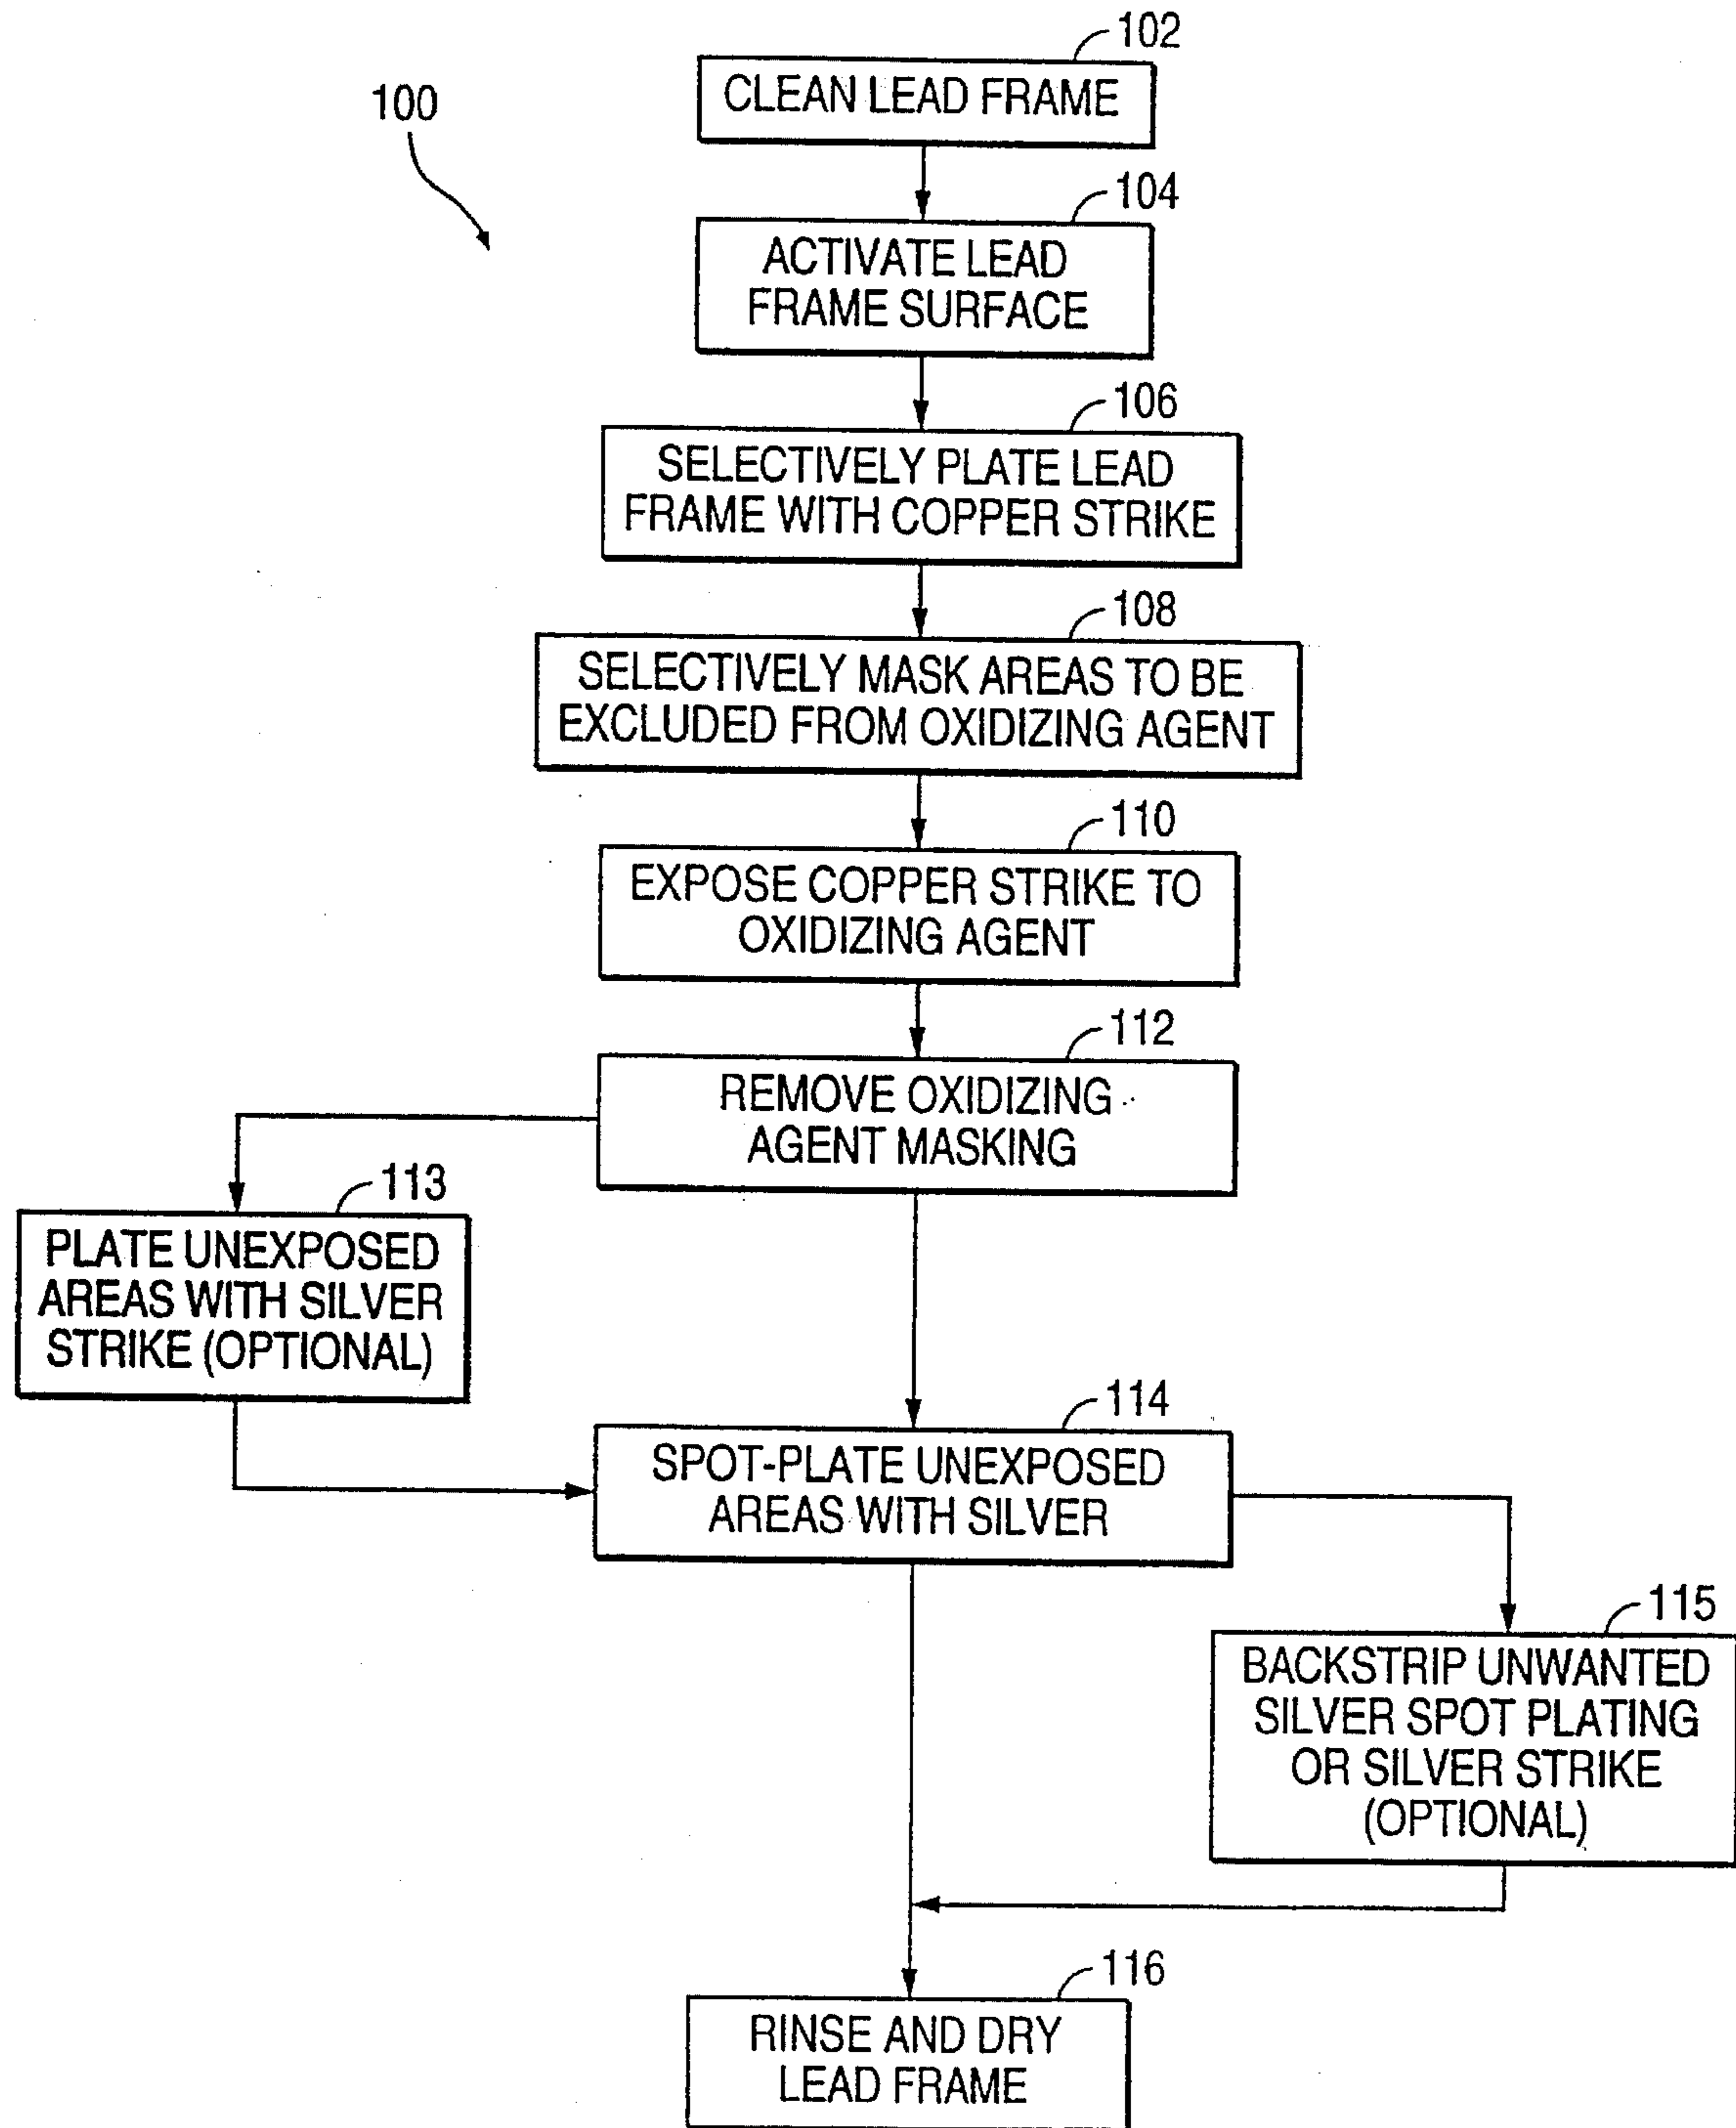 102
CLEAN LEAD FRAME
100
104
ACTIVATE LEAD
FRAME SURFACE
106
SELECTIVELY PLATE LEAD
FRAME WITH COPPER STRIKE
108
SELECTIVELY MASK AREAS TO BE
EXCLUDED FROM OXIDIZING AGENT
110
EXPOSE COPPER STRIKE TO
OXIDIZING AGENT
112
REMOVE OXIDIZING
AGENT MASKING
113
PLATE UNEXPOSED
AREAS WITH SILVER
STRIKE (OPTIONAL)
114
SPOT-PLATE UNEXPOSED
AREAS WITH SILVER
115
BACKSTRIP UNWANTED
SILVER SPOT PLATING
OR SILVER STRIKE
(OPTIONAL)
116
RINSE AND DRY
LEAD FRAME